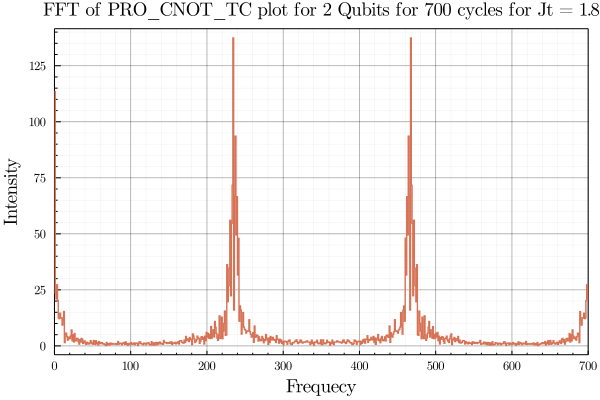 FFT of PRO_CNOT_TC plot for 2 Qubits for 700 cycles for Jt = 1.8
125
100
75
50
25
0
Intensity
0 100 200 300 400 500 600 700
Frequecy